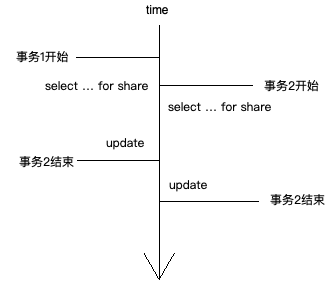 time
事务1开始
select ... for share
事务2开始
select ... for share
update
事务2结束
update
事务2结束